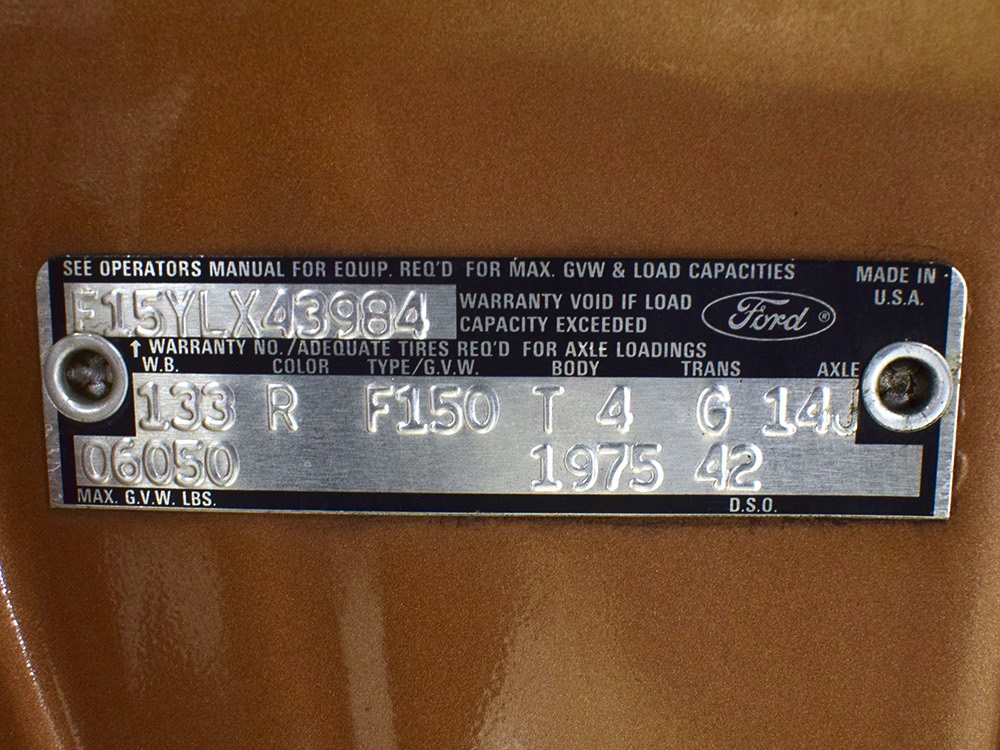 SEE OPERATORS MANUAL FOR EQUIP. REQ'D FOR MAX. GVW & LOAD CAPACITIES
MADE IN U.S.A.
F15YLX43984
WARRANTY VOID IF LOAD
CAPACITY EXCEEDED
Ford ®
↑ WARRANTY NO./ADEQUATE TIRES REQ'D FOR AXLE LOADINGS
W.B. COLOR TYPE/G.V.W. BODY TRANS AXLE
133 R F150 T 4 G 14J
06050 1975 42
MAX. G.V.W. LBS. D.S.O.